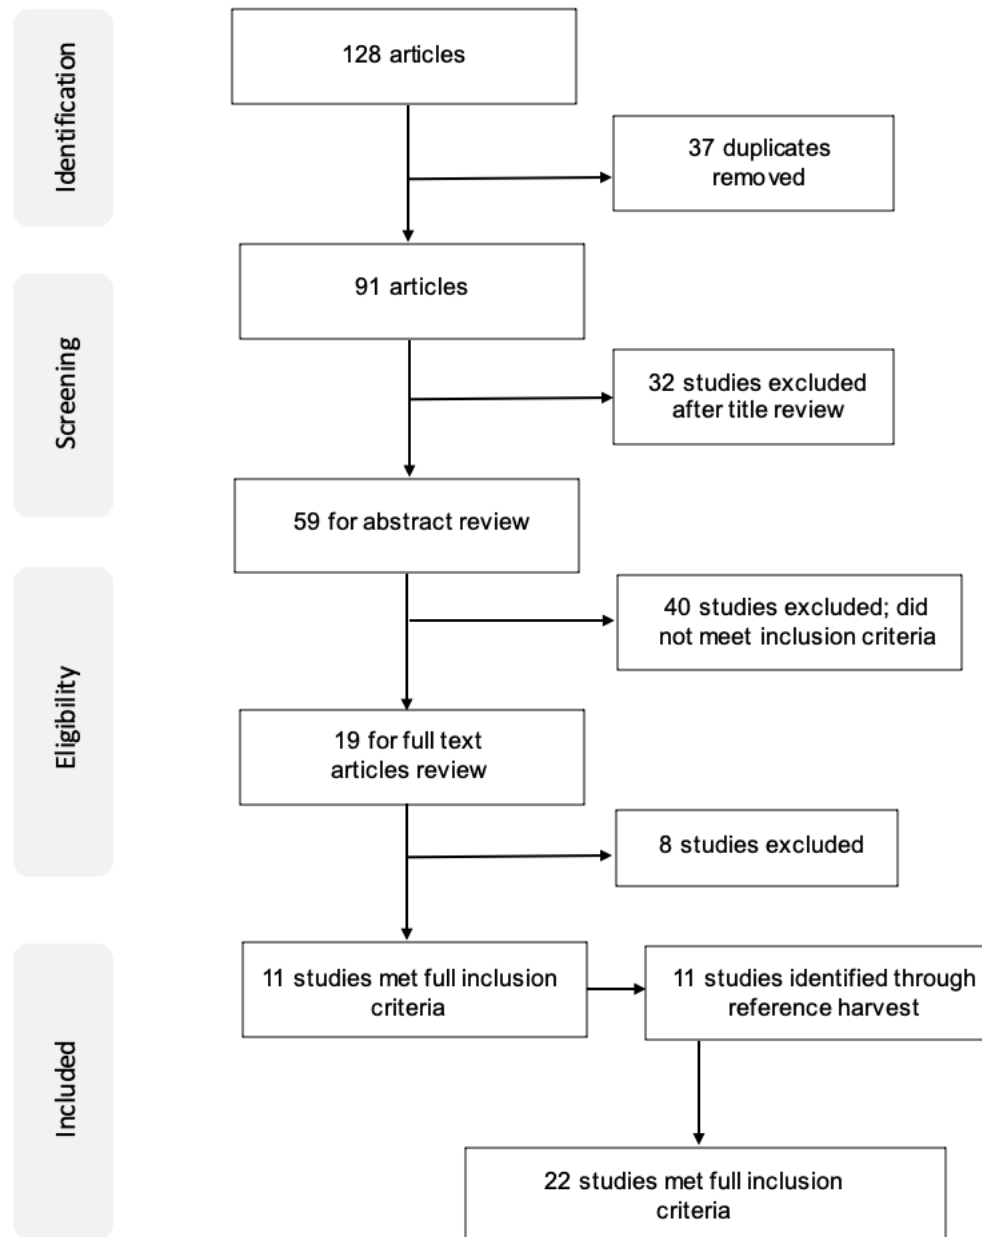 Identification
128 articles
37 duplicates
removed
91 articles
Screening
32 studies excluded
after title review
59 for abstract review
Eligibility
40 studies excluded; did
not meet inclusion criteria
19 for full text
articles review
8 studies excluded
Included
11 studies met full inclusion
criteria
11 studies identified through
reference harvest
22 studies met full inclusion
criteria